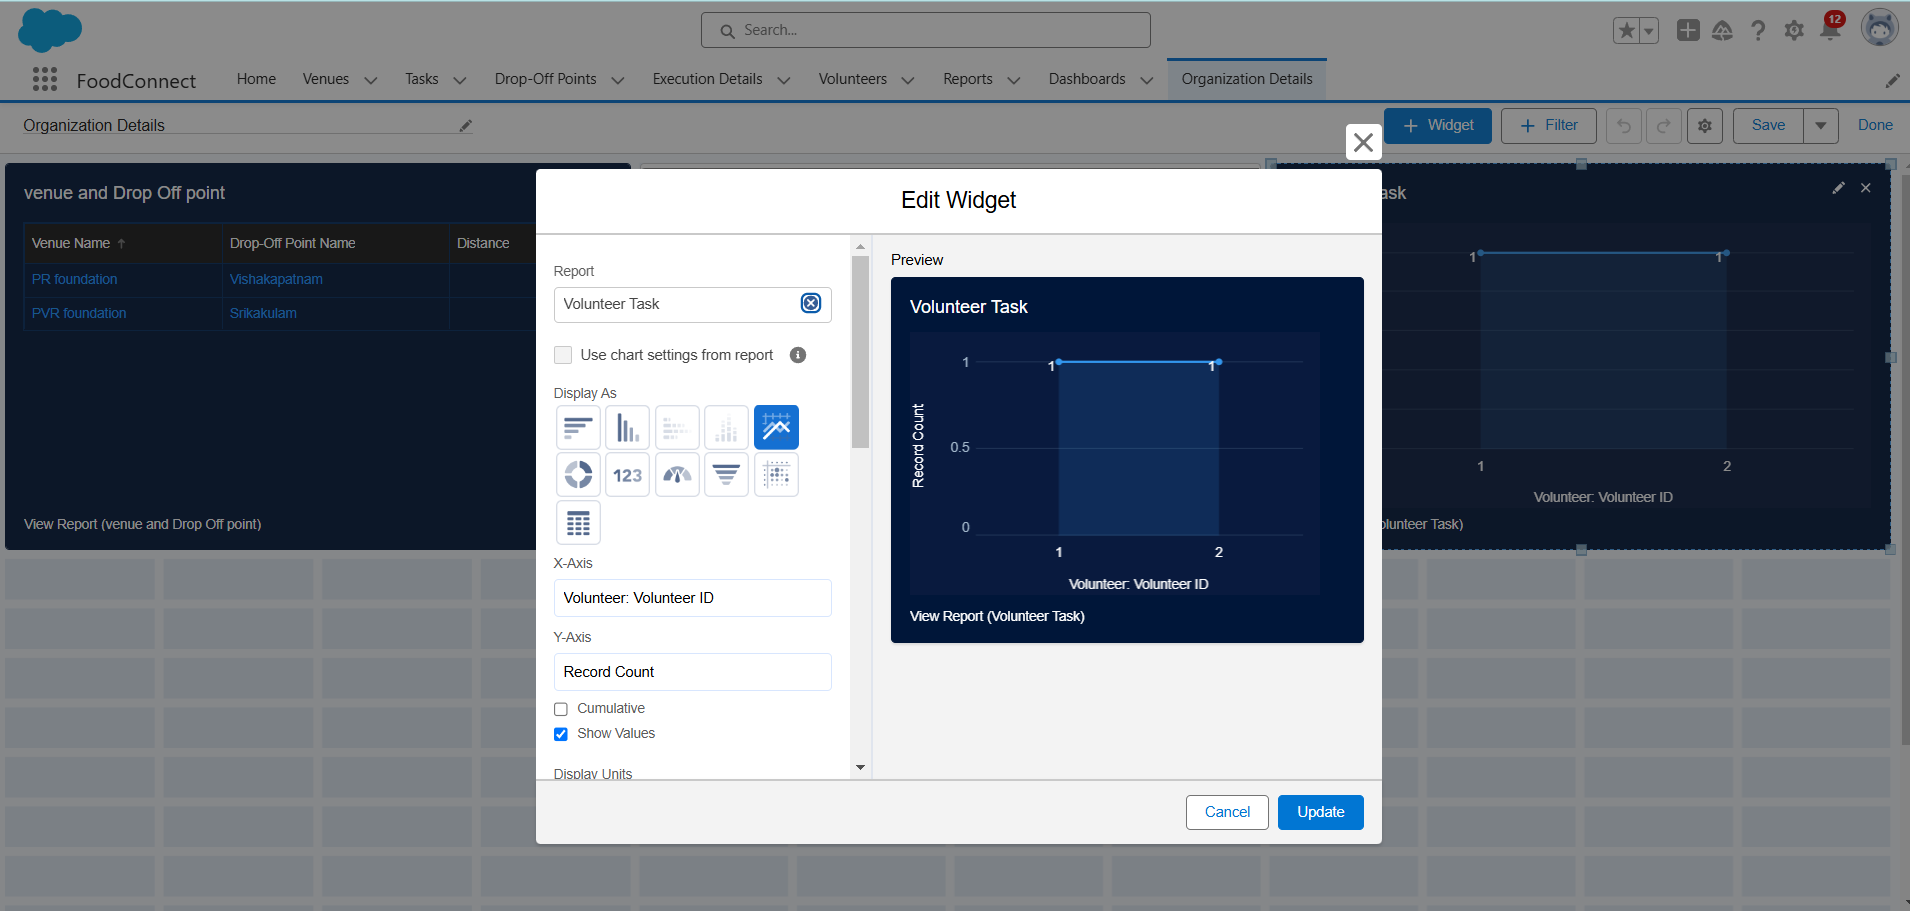 Search...
12
FoodConnect
Home
Venues
Tasks
Drop-Off Points
Execution Details
Volunteers
Reports
Dashboards
Organization Details
Organization Details
+ Widget
+ Filter
Save
Done
venue and Drop Off point
Venue Name ↑
Drop-Off Point Name
Distance
PR foundation
Vishakapatnam
PVR foundation
Srikakulam
View Report (venue and Drop Off point)
Edit Widget
Report
Volunteer Task
Use chart settings from report
Display As
123
X-Axis
Volunteer: Volunteer ID
Y-Axis
Record Count
Cumulative
Show Values
Display Units
Preview
Volunteer Task
Record Count
1
0.5
0
1
1
1
2
Volunteer: Volunteer ID
View Report (Volunteer Task)
Cancel
Update
ask
1
1
1
2
Volunteer: Volunteer ID
olunteer Task)